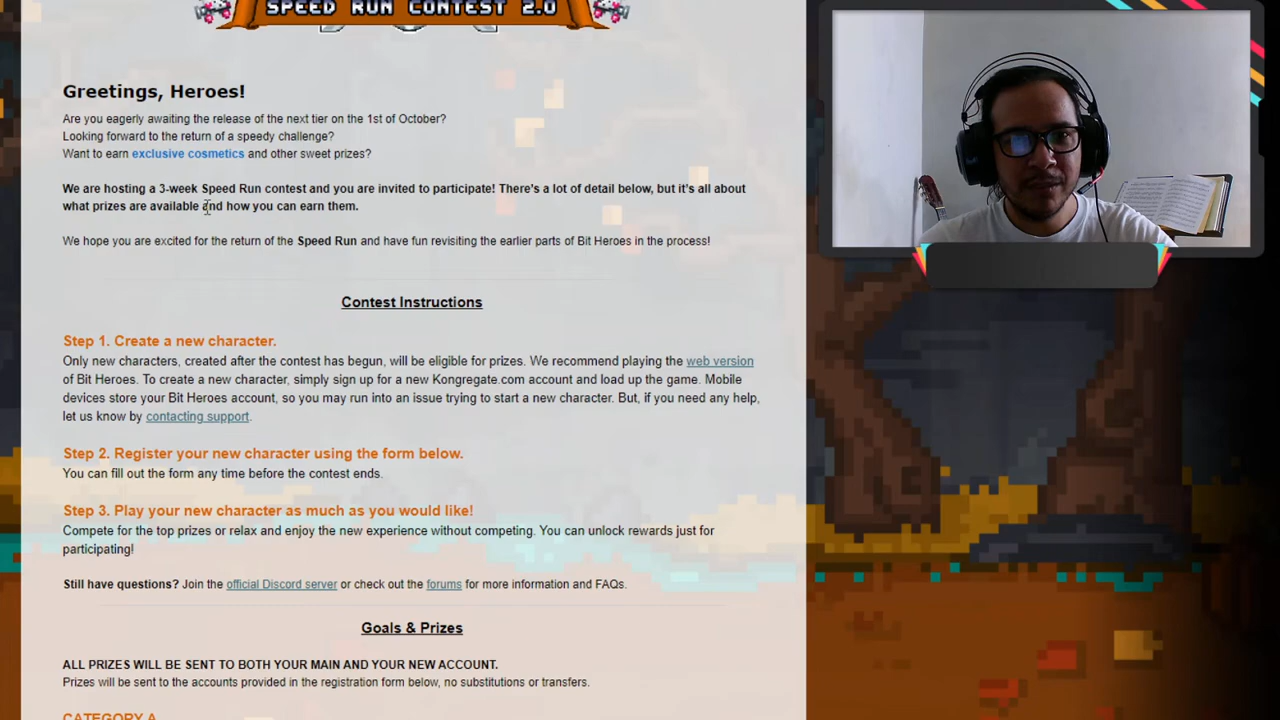 SPEED RUN CONTEST 2.0
Greetings, Heroes!
Are you eagerly awaiting the release of the next tier on the 1st of October?
Looking forward to the return of a speedy challenge?
Want to earn exclusive cosmetics and other sweet prizes?
We are hosting a 3-week Speed Run contest and you are invited to participate! There's a lot of detail below, but it's all about
what prizes are available and how you can earn them.
We hope you are excited for the return of the Speed Run and have fun revisiting the earlier parts of Bit Heroes in the process!
Contest Instructions
Step 1. Create a new character.
Only new characters, created after the contest has begun, will be eligible for prizes. We recommend playing the web version
of Bit Heroes. To create a new character, simply sign up for a new Kongregate.com account and load up the game. Mobile
devices store your Bit Heroes account, so you may run into an issue trying to start a new character. But, if you need any help,
let us know by contacting support.
Step 2. Register your new character using the form below.
You can fill out the form any time before the contest ends.
Step 3. Play your new character as much as you would like!
Compete for the top prizes or relax and enjoy the new experience without competing. You can unlock rewards just for
participating!
Still have questions? Join the official Discord server or check out the forums for more information and FAQs.
Goals & Prizes
ALL PRIZES WILL BE SENT TO BOTH YOUR MAIN AND YOUR NEW ACCOUNT.
Prizes will be sent to the accounts provided in the registration form below, no substitutions or transfers.
CATEGORY A